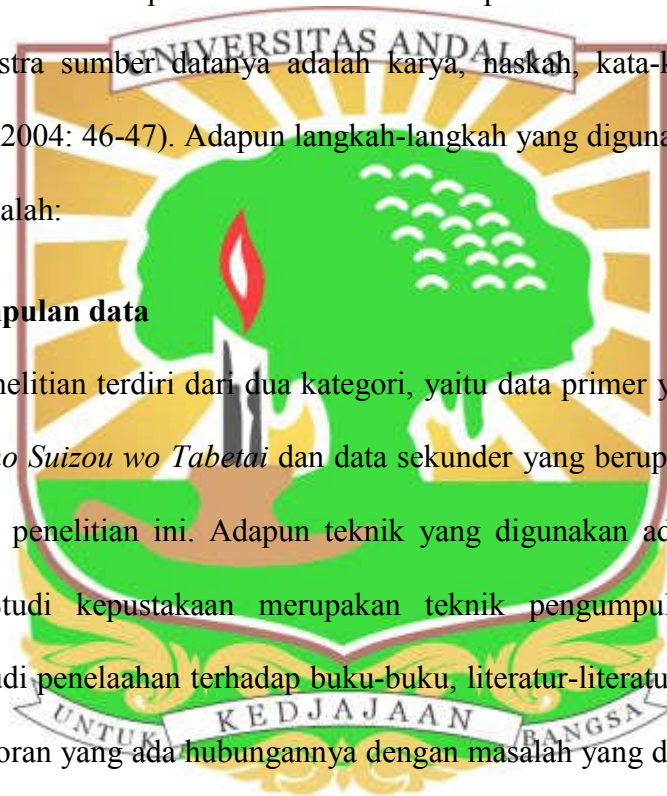 UNIVERSITAS ANDALAS
stra sumber datanya adalah karya, naskah, kata-k
2004: 46-47). Adapun langkah-langkah yang diguna
alah:
pulan data
nelitian terdiri dari dua kategori, yaitu data primer y
o Suizou wo Tabetai dan data sekunder yang berup
penelitian ini. Adapun teknik yang digunakan ad
tudi kepustakaan merupakan teknik pengumpul
udi penelaahan terhadap buku-buku, literatur-literatu
UNTUK KEDJAJAAN BANGSA
oran yang ada hubungannya dengan masalah yang d